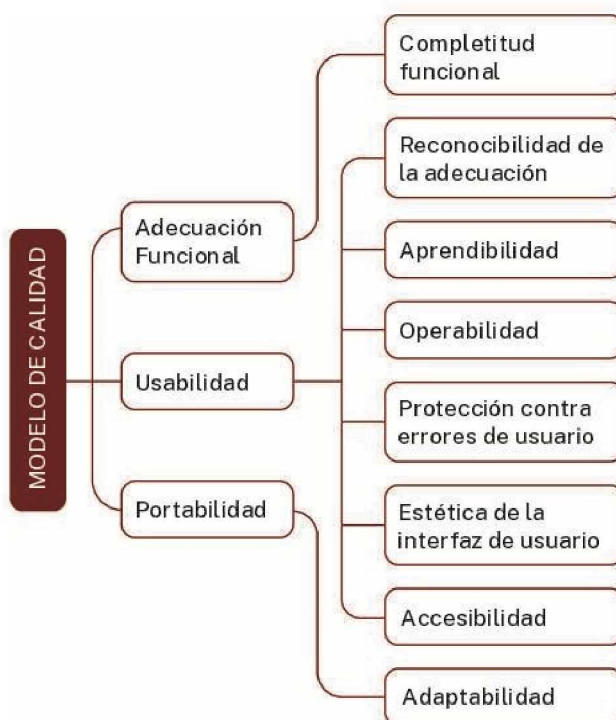 MODELO DE CALIDAD
Adecuación
Funcional
Usabilidad
Portabilidad
Completitud
funcional
Reconocibilidad de
la adecuación
Aprendibilidad
Operabilidad
Protección contra
errores de usuario
Estética de la
interfaz de usuario
Accesibilidad
Adaptabilidad